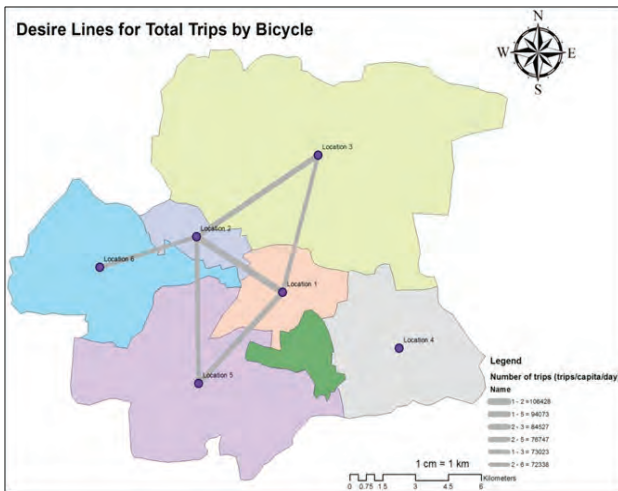 Desire Lines for Total Trips by Bicycle
N
W
E
S
Location 3
Location 2
Location 6
Location 1
Location 4
Location 5
Legend
Number of trips (trips/capita/day)
Name
1 - 2 =106428
1 - 5 = 94073
2 - 3 = 84527
2 - 5 = 76747
1 - 3 = 73023
2 - 6 = 72338
1 cm = 1 km
Kilometers
0 0.75 1.5 3 4.5 6